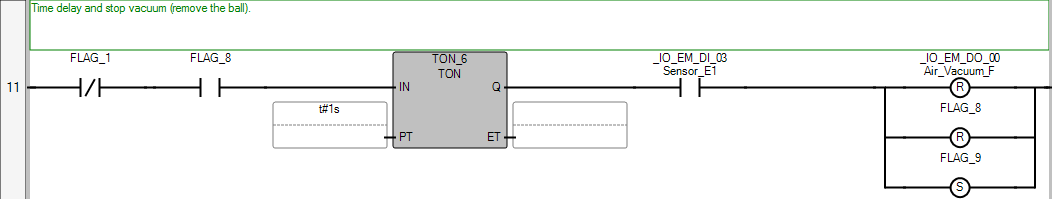 Time delay and stop vacuum (remove the ball).
FLAG_1
FLAG_8
TON_6
_IO_EM_DI_03
_IO_EM_DO_00
TON
Sensor_E1
Air_Vacuum_F
11
IN
Q
R
t#1s
FLAG_8
PT
ET
R
FLAG_9
S